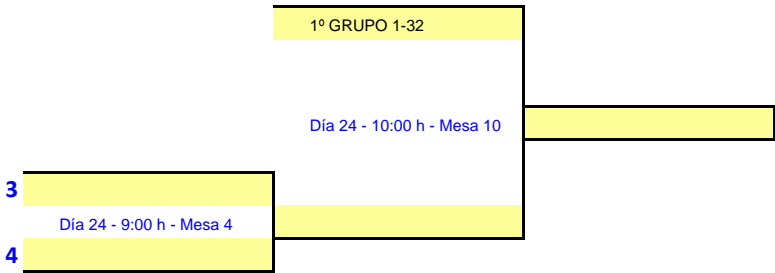 1º GRUPO 1-32
Día 24 - 10:00 h - Mesa 10
3
Día 24 - 9:00 h - Mesa 4
4